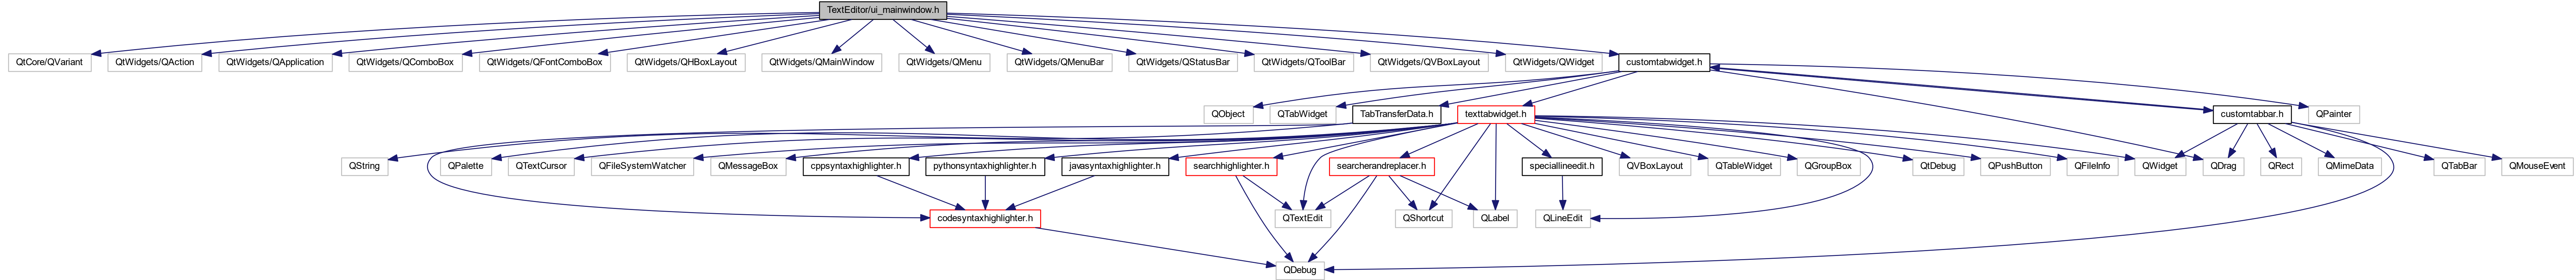 TextEditor/ui_mainwindow.h
QtCore/QVariant
QtWidgets/QAction
QtWidgets/QApplication
QtWidgets/QComboBox
QtWidgets/QFontComboBox
QtWidgets/QHBoxLayout
QtWidgets/QMainWindow
QtWidgets/QMenu
QtWidgets/QMenuBar
QtWidgets/QStatusBar
QtWidgets/QToolBar
QtWidgets/QVBoxLayout
QtWidgets/QWidget
customtabwidget.h
QObject
QTabWidget
TabTransferData.h
texttabwidget.h
customtabbar.h
QPainter
QString
QPalette
QTextCursor
QFileSystemWatcher
QMessageBox
cppsyntaxhighlighter.h
pythonsyntaxhighlighter.h
javasyntaxhighlighter.h
searchhighligrter.h
searcherandreplacer.h
speciallineedit.h
QVBoxLayout
QTableWidget
QGroupBox
QtDebug
QPushButton
QFileInfo
QWidget
QDrag
QRect
QMimeData
QTabBar
QMouseEvent
codesyntaxhighlighter.h
QTextEdit
QShortcut
QLabel
QLineEdit
QDebug